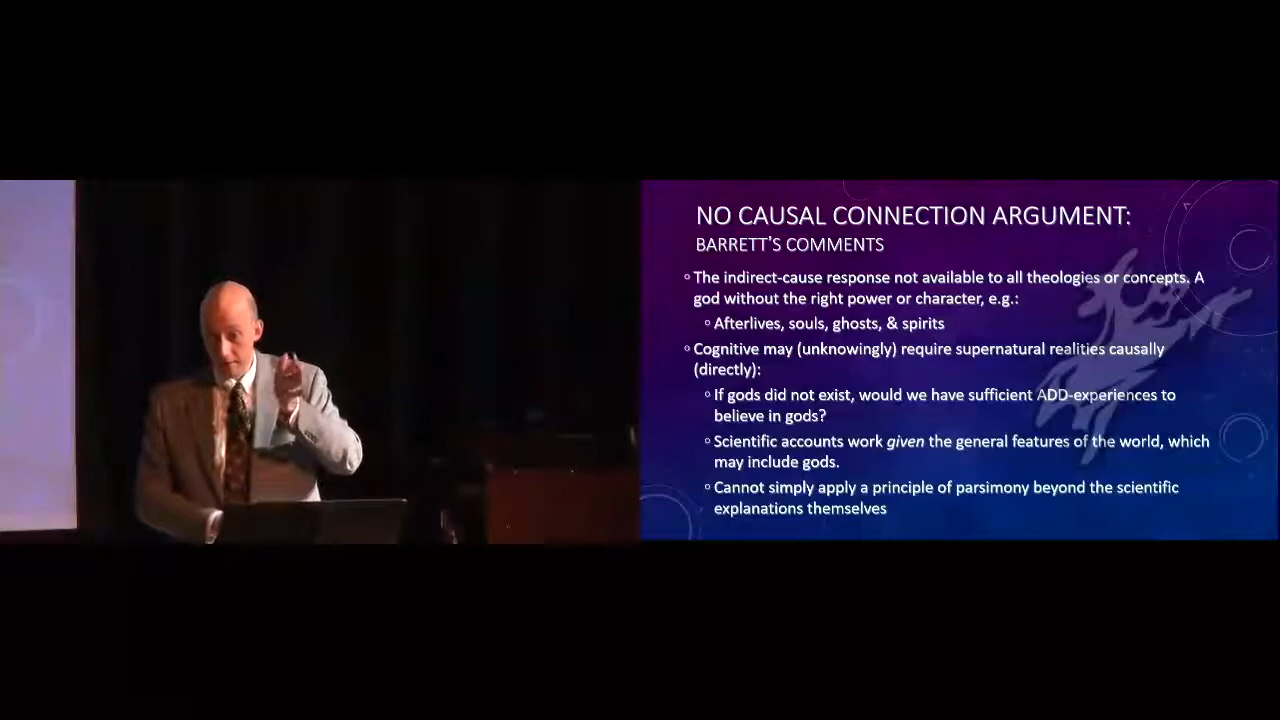 NO CAUSAL CONNECTION ARGUMENT:
BARRETT'S COMMENTS
The indirect-cause response not available to all theologies or concepts. A
god without the right power or character, e.g.:
Afterlives, souls, ghosts, & spirits
Cognitive may (unknowingly) require supernatural realities causally
(directly):
If gods did not exist, would we have sufficient ADD-experiences to
believe in gods?
Scientific accounts work given the general features of the world, which
may include gods.
Cannot simply apply a principle of parsimony beyond the scientific
explanations themselves